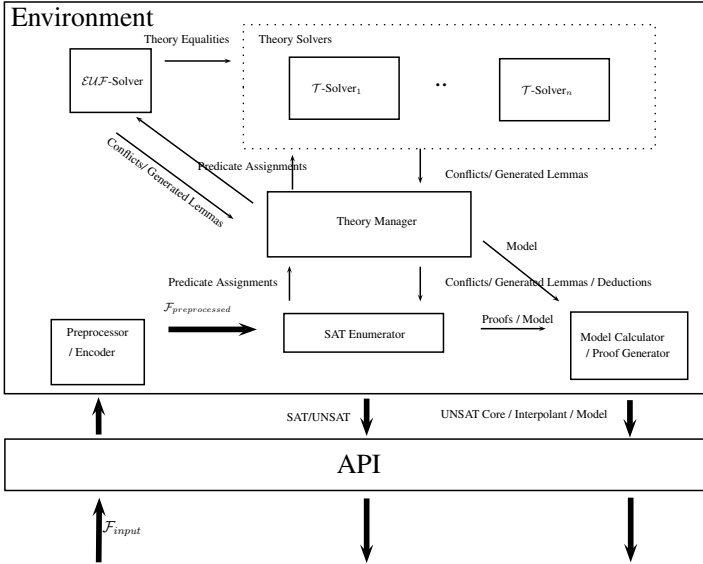 Environment
Theory Equalities
Theory Solvers
ℰ𝒰ℱ-Solver
𝒯-Solver₁
..
𝒯-Solverₙ
Conflicts/ Generated Lemmas
Predicate Assignments
Conflicts/ Generated Lemmas
Theory Manager
Model
Predicate Assignments
Conflicts/ Generated Lemmas / Deductions
ℱpreprocessed
Preprocessor
/ Encoder
SAT Enumerator
Proofs / Model
Model Calculator
/ Proof Generator
SAT/UNSAT
UNSAT Core / Interpolant / Model
API
ℱinput